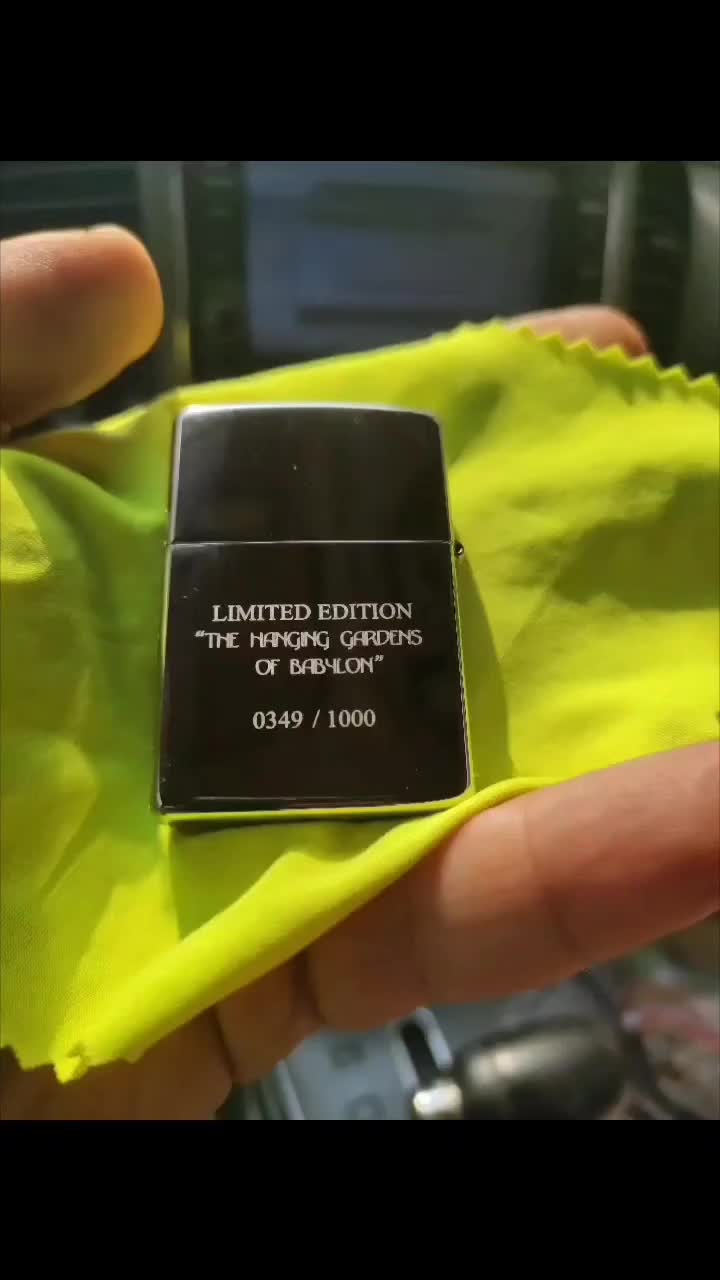 LIMITED EDITION
“THE HANGING GARDENS
OF BABYLON”
0349 / 1000